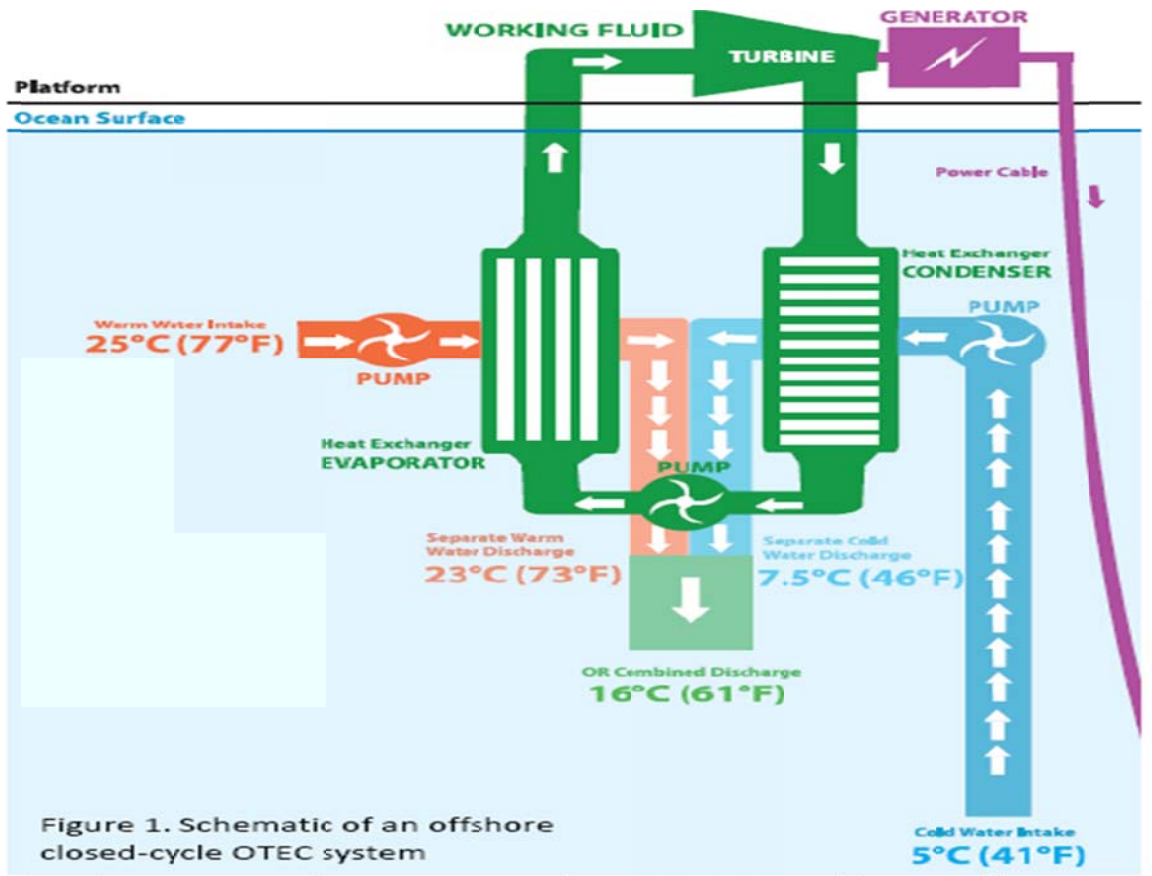 GENERATOR
WORKING FLUID
TURBINE
Platform
Ocean Surface
Power Cable
Heat Exchanger
CONDENSER
PUMP
Warm Water Intake
25°C (77°F)
PUMP
Heat Exchanger
EVAPORATOR
PUMP
Separate Warm
Water Discharge
23°C (73°F)
Separate Cold
Water Discharge
7.5°C (46°F)
OR Combined Discharge
16°C (61°F)
Figure 1. Schematic of an offshore
closed-cycle OTEC system
Cold Water Intake
5°C (41°F)